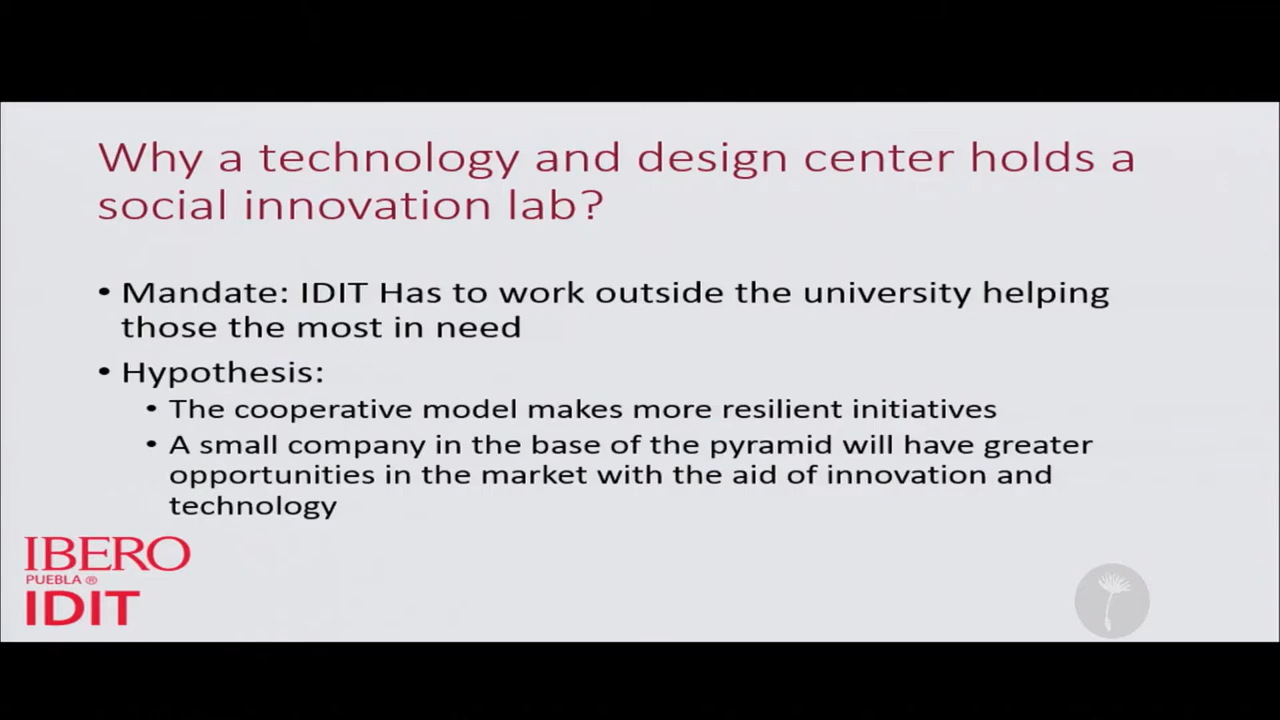 Why a technology and design center holds a
social innovation lab?
• Mandate: IDIT Has to work outside the university helping
those the most in need
• Hypothesis:
• The cooperative model makes more resilient initiatives
• A small company in the base of the pyramid will have greater
opportunities in the market with the aid of innovation and
technology
IBERO
PUEBLA ®
IDIT